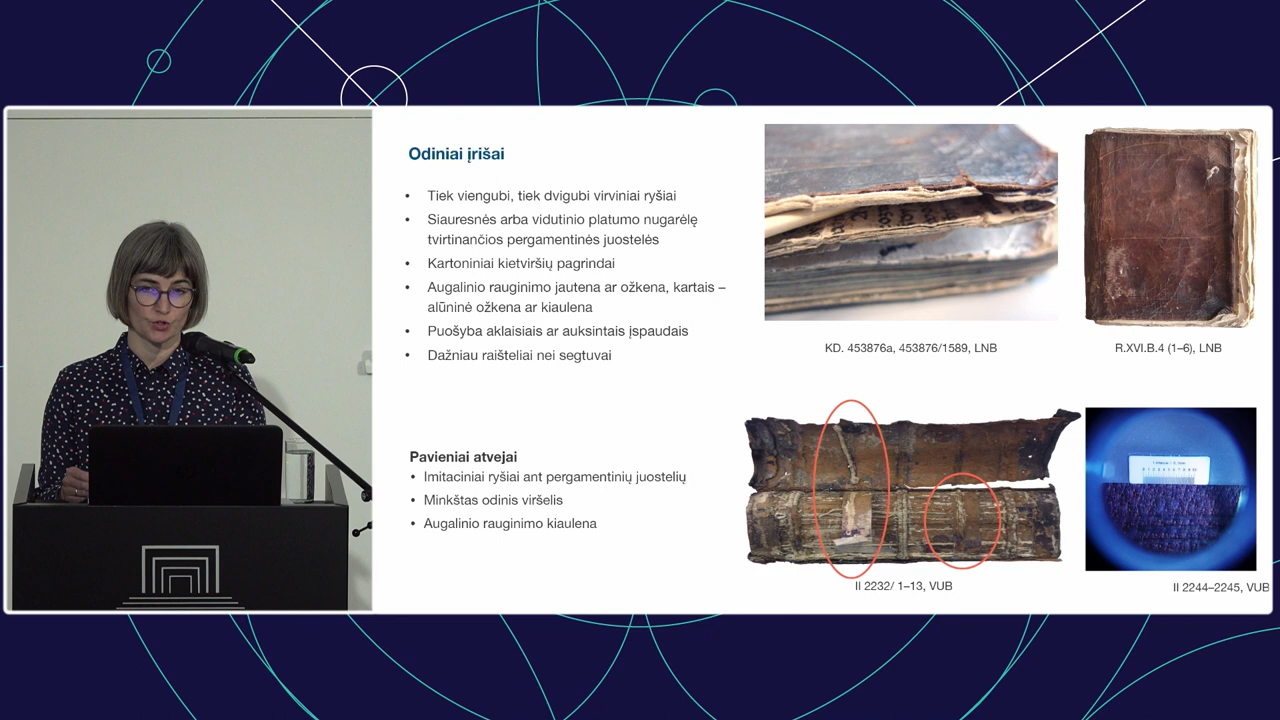 Odiniai įrišai
• Tiek viengubi, tiek dvigubi virviniai ryšiai
• Siauresnės arba vidutinio platumo nugarėlę
tvirtinančios pergamentinės juostelės
• Kartoniniai kietviršių pagrindai
• Augalinio rauginimo jautena ar ožkena, kartais –
alūninė ožkena ar kiaulena
• Puošyba aklaisiais ar auksintais įspaudais
• Dažniau raišteliai nei segtuvai
Pavieniai atvejai
• Imitaciniai ryšiai ant pergamentinių juostelių
• Minkštas odinis viršelis
• Augalinio rauginimo kiaulena
KD. 453876a, 453876/1589, LNB
R.XVI.B.4 (1–6), LNB
II 2232/ 1–13, VUB
II 2244–2245, VUB